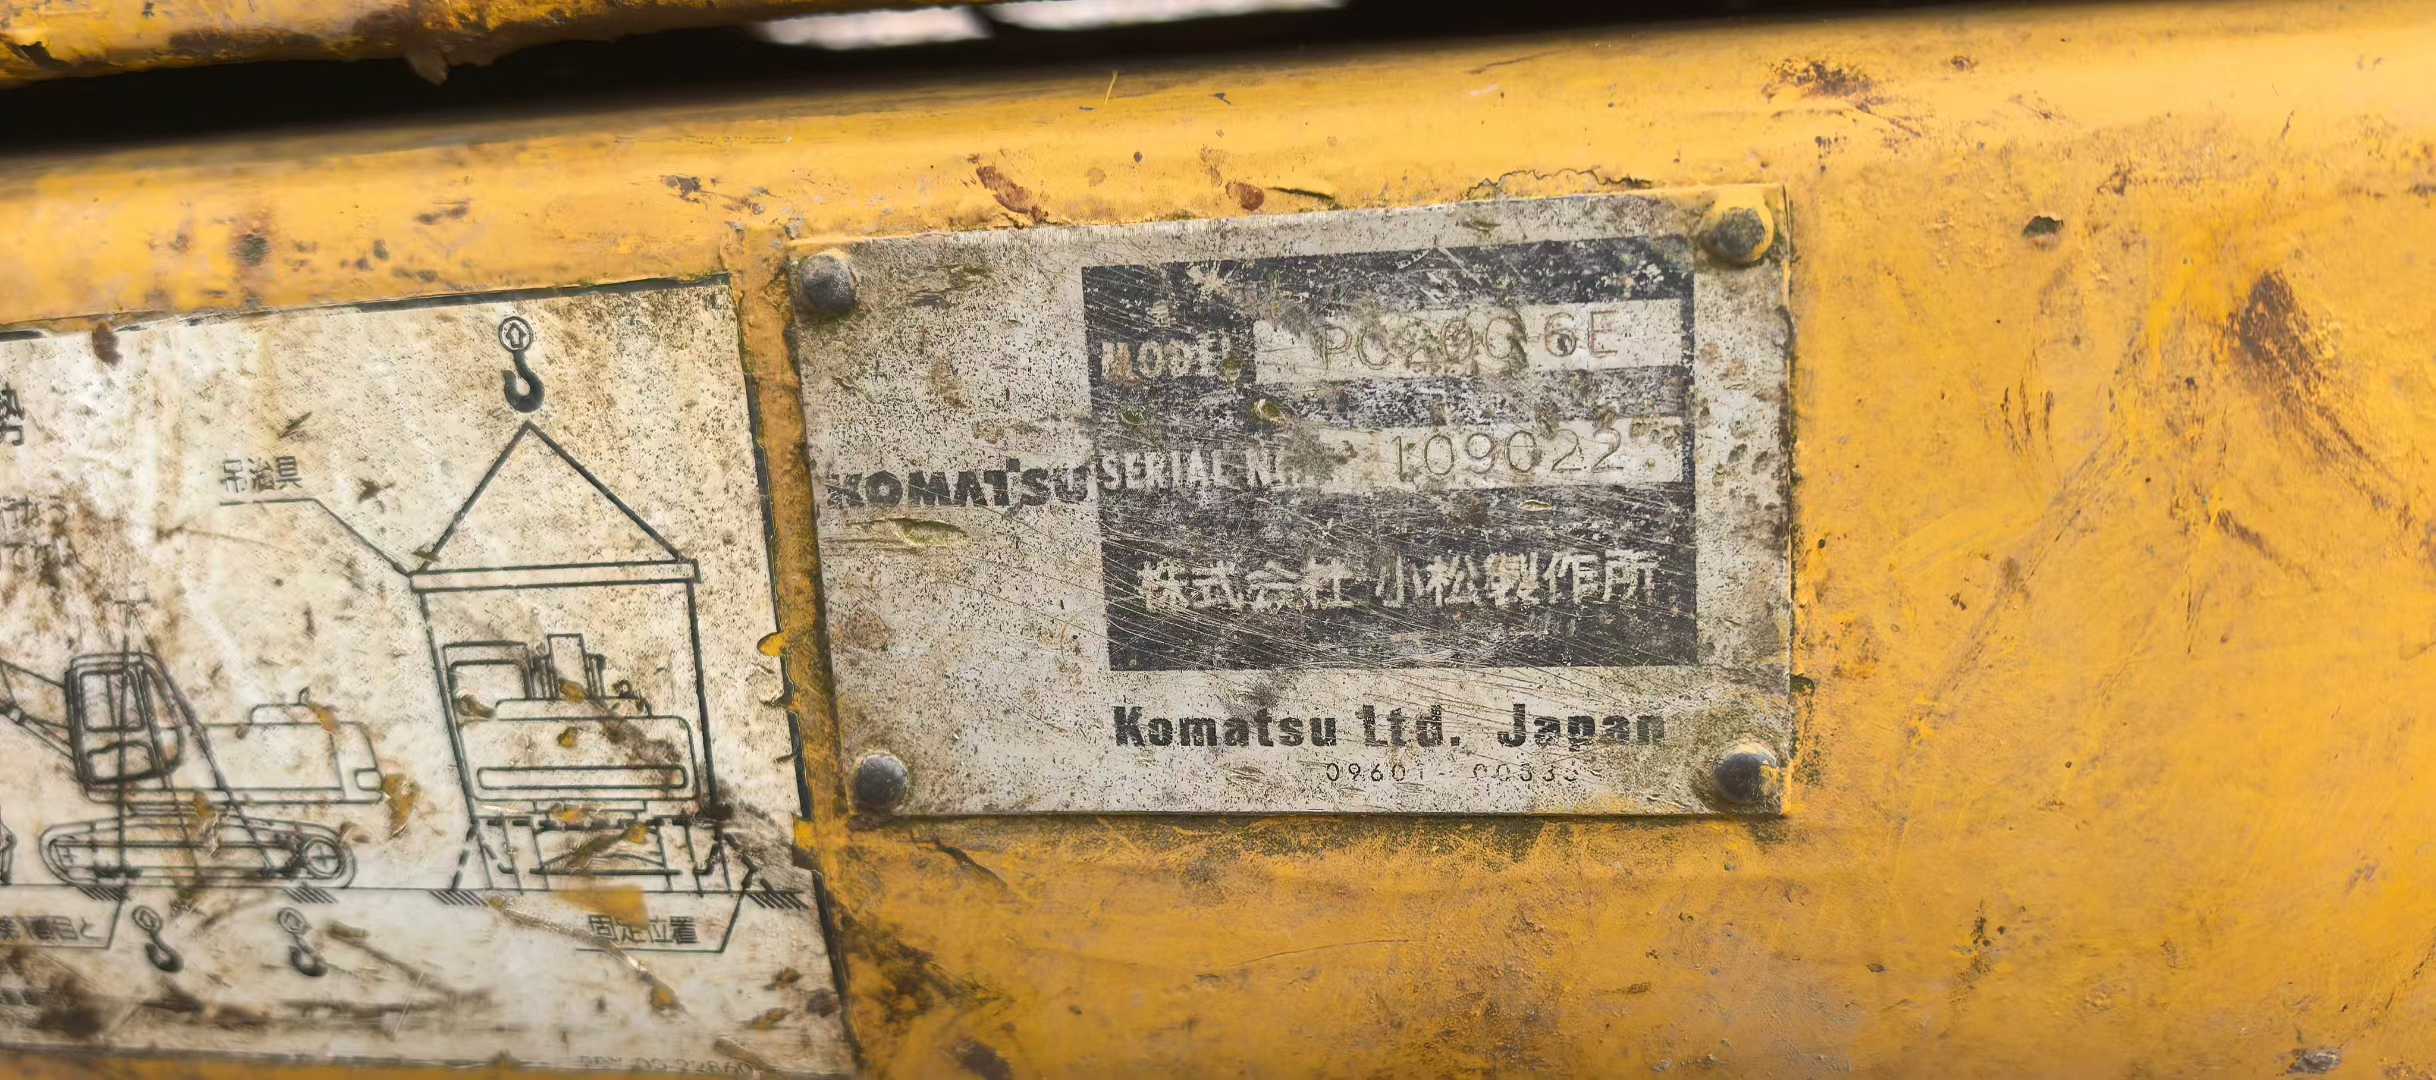 吊治具
固定位置
KOMATSU
MODEL PC200-6E
SERIAL No. 109022
株式会社 小松製作所
Komatsu Ltd. Japan